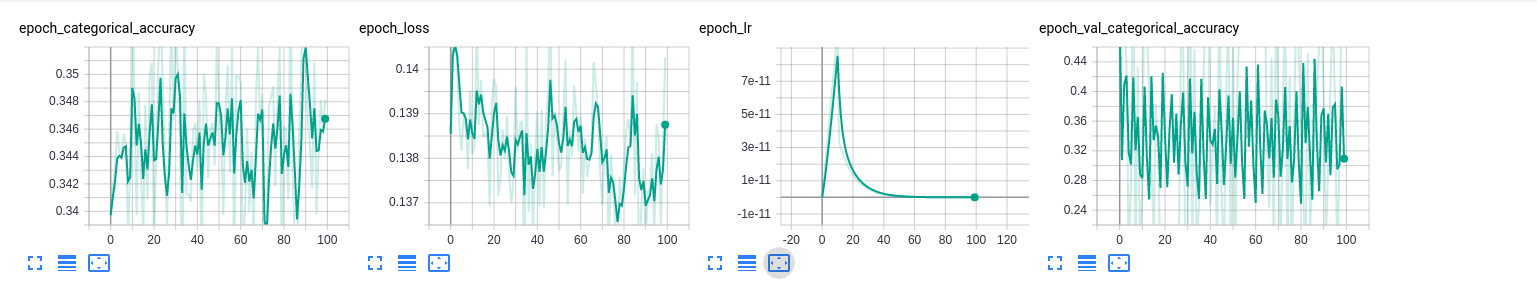 epoch_categorical_accuracy
0.35
0.348
0.346
0.344
0.342
0.34
0 20 40 60 80 100
epoch_loss
0.14
0.139
0.138
0.137
0 20 40 60 80 100
epoch_lr
7e-11
5e-11
3e-11
1e-11
-1e-11
-20 0 20 40 60 80 100 120
epoch_val_categorical_accuracy
0.44
0.4
0.36
0.32
0.28
0.24
0 20 40 60 80 100